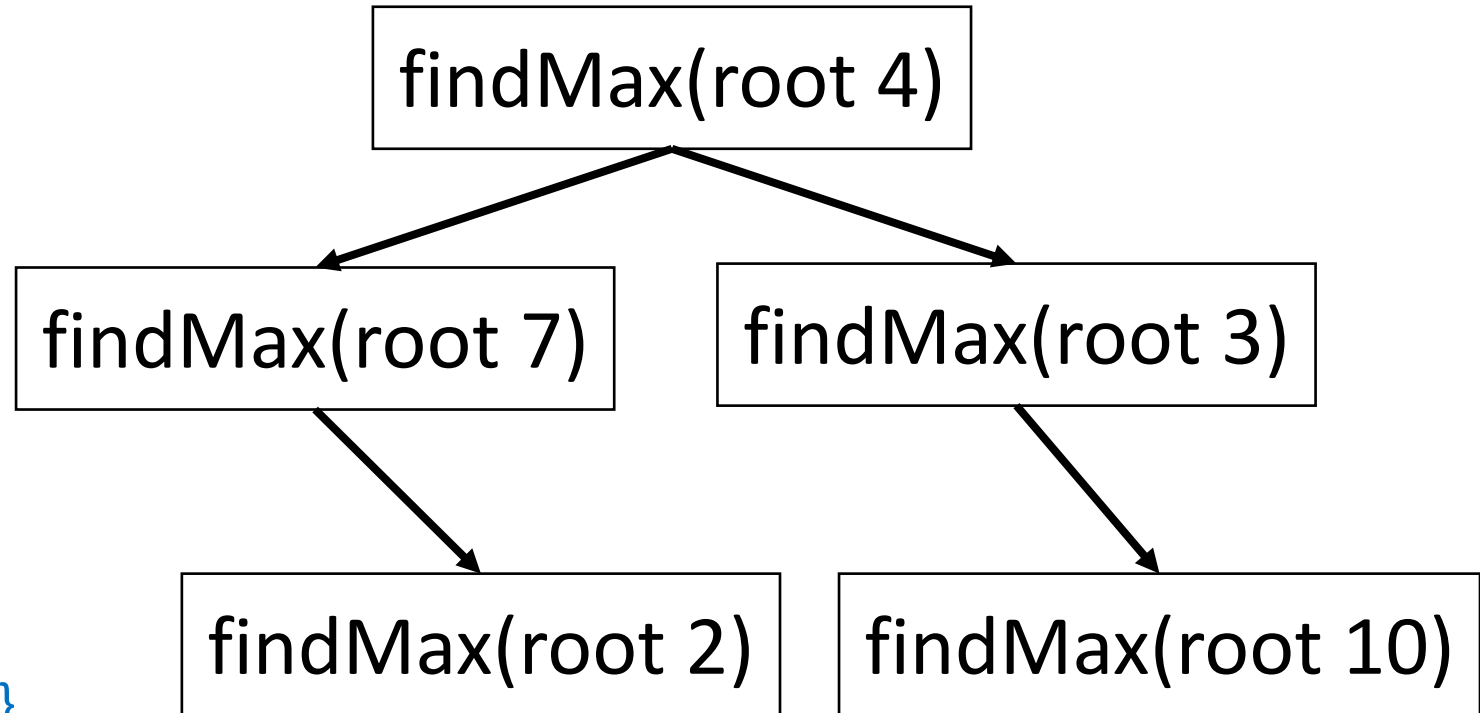 findMax(root 4)
findMax(root 7)
findMax(root 3)
findMax(root 2)
findMax(root 10)
}